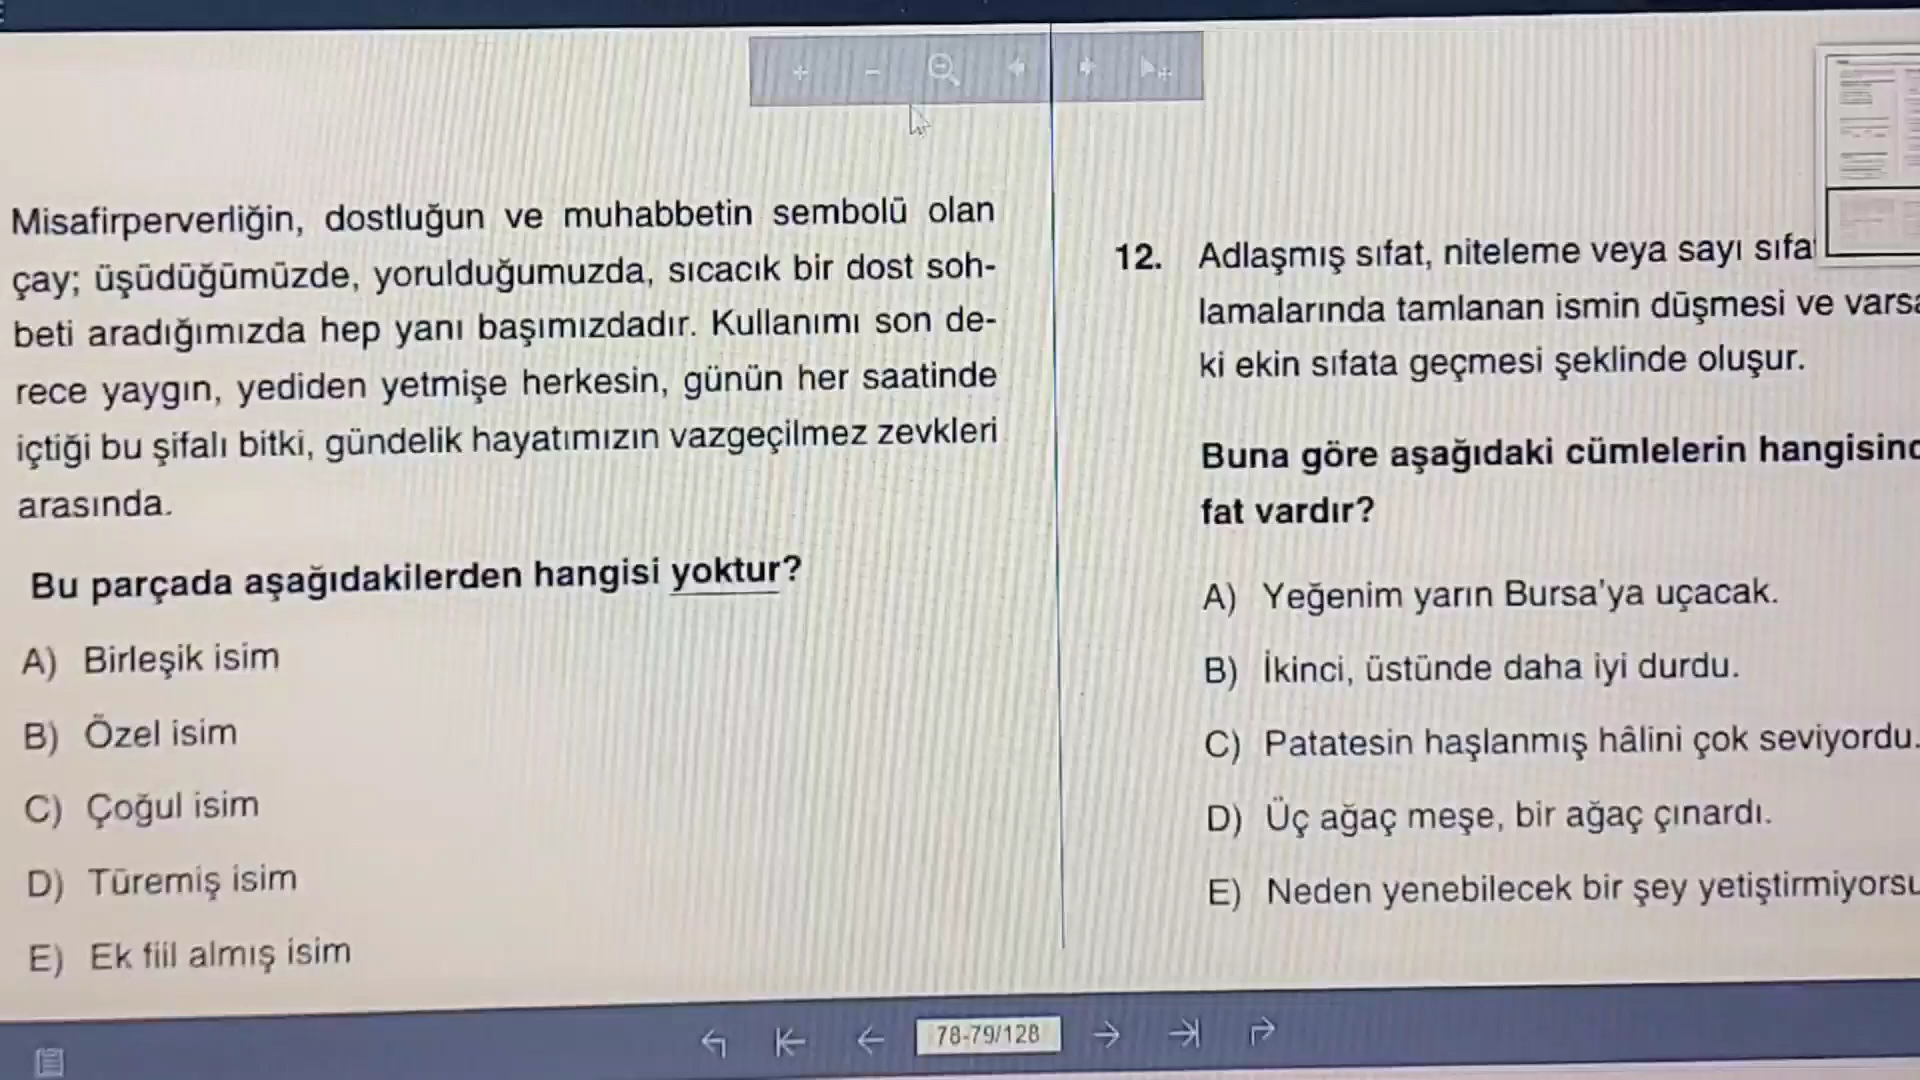 Misafirperverliğin, dostluğun ve muhabbetin sembolü olan
çay; üşüdüğümüzde, yorulduğumuzda, sıcacık bir dost soh-
beti aradığımızda hep yanı başımızdadır. Kullanımı son de-
rece yaygın, yediden yetmişe herkesin, günün her saatinde
içtiği bu şifalı bitki, gündelik hayatımızın vazgeçilmez zevkleri
arasında.
Bu parçada aşağıdakilerden hangisi yoktur?
A) Birleşik isim
B) Özel isim
C) Çoğul isim
D) Türemiş isim
E) Ek fiil almış isim
12. Adlaşmış sıfat, niteleme veya sayı sıfa
lamalarında tamlanan ismin düşmesi ve varsa
ki ekin sıfata geçmesi şeklinde oluşur.
Buna göre aşağıdaki cümlelerin hangisind
fat vardır?
A) Yeğenim yarın Bursa'ya uçacak.
B) İkinci, üstünde daha iyi durdu.
C) Patatesin haşlanmış hâlini çok seviyordu.
D) Üç ağaç meşe, bir ağaç çınardı.
E) Neden yenebilecek bir şey yetiştirmiyorsu
78-79/128